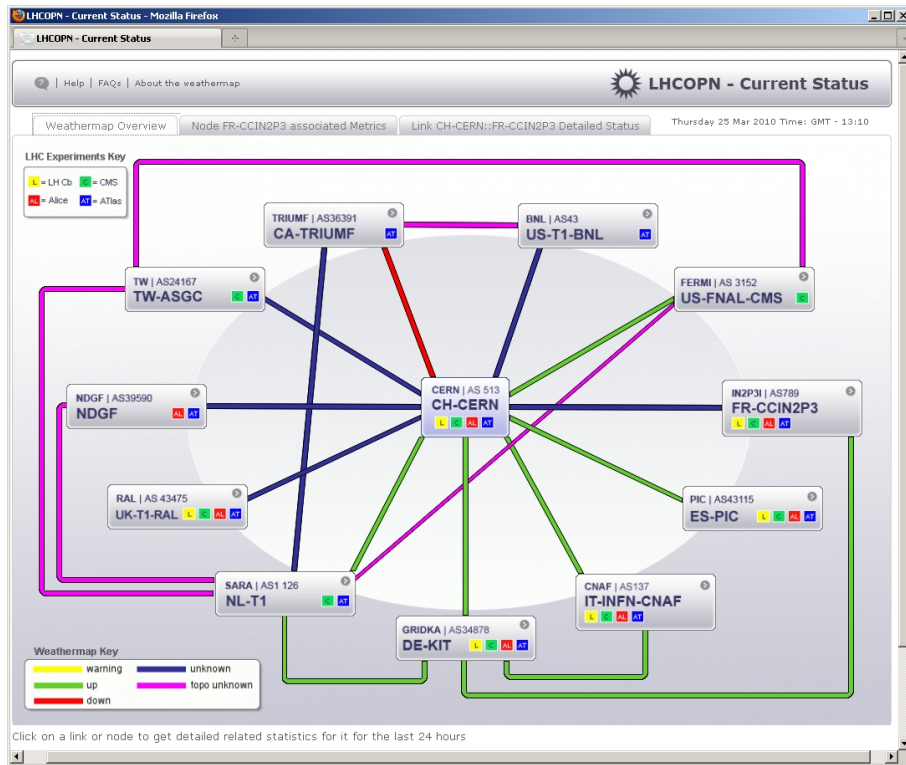 LHCOPN - Current Status - Mozilla Firefox
LHCOPN - Current Status
Help | FAQs | About the weathermap
LHCOPN - Current Status
Weathermap Overview
Node FR-CCIN2P3 associated Metrics
Link CH-CERN::FR-CCIN2P3 Detailed Status
Thursday 25 Mar 2010 Time: GMT - 13:10
LHC Experiments Key
L = LH Cb C = CMS
AL = Alice AT = ATlas
TRIUMF | AS36391
CA-TRIUMF AT
BNL | AS43
US-T1-BNL AT
TW | AS24167
TW-ASGC C AT
FERMI | AS 3152
US-FNAL-CMS C
CERN | AS 513
CH-CERN
L C AL AT
NDGF | AS39590
NDGF AL AT
IN2P3I | AS789
FR-CCIN2P3
L C AL AT
RAL | AS 43475
UK-T1-RAL L C AL AT
PIC | AS43115
ES-PIC L C AL AT
SARA | AS1 126
NL-T1 C AT
CNAF | AS137
IT-INFN-CNAF
L C AL AT
GRIDKA | AS34878
DE-KIT L C AL AT
Weathermap Key
warning unknown
up topo unknown
down
Click on a link or node to get detailed related statistics for it for the last 24 hours